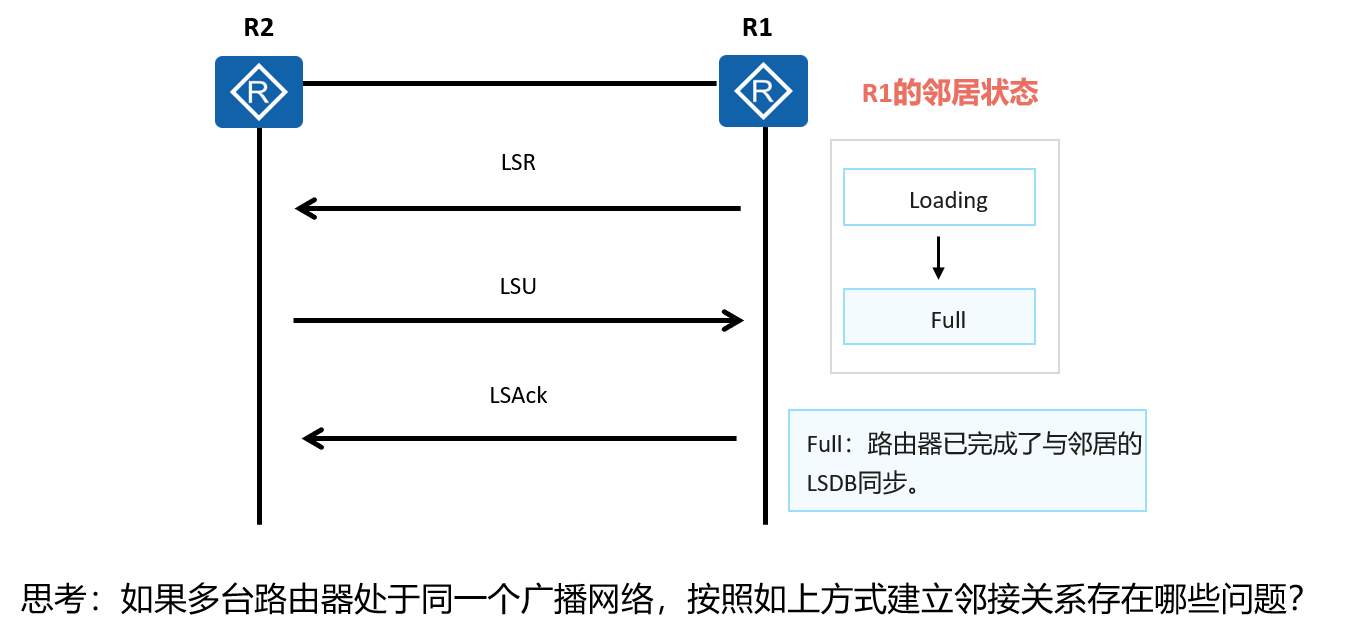 R2
R1
R
R
R1的邻居状态
LSR
Loading
LSU
Full
LSAck
Full：路由器已完成了与邻居的
LSDB同步。
思考：如果多台路由器处于同一个广播网络，按照如上方式建立邻接关系存在哪些问题？